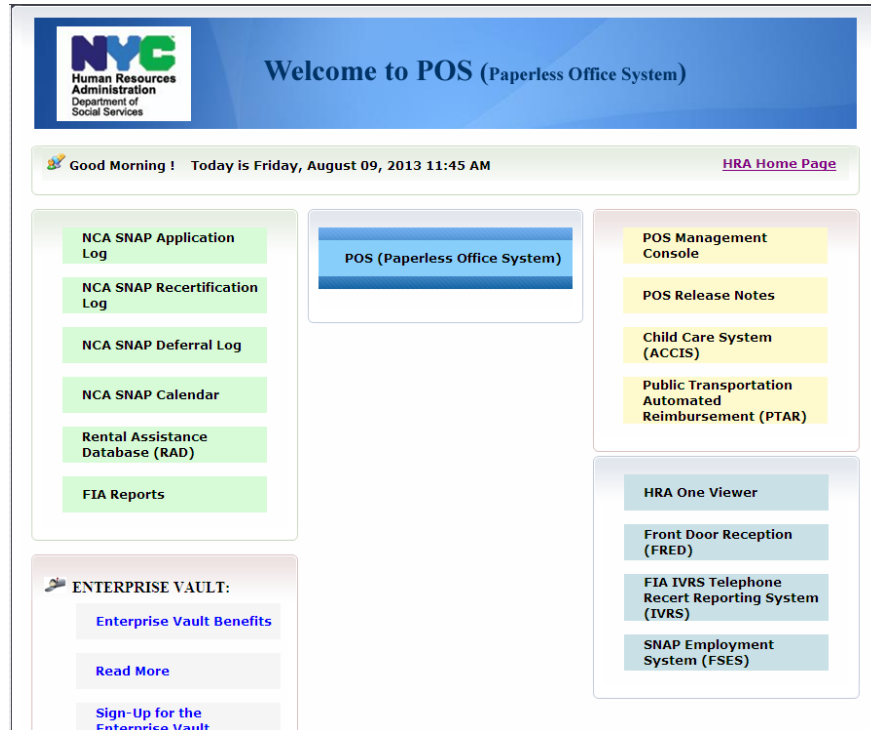 NYC
Human Resources
Administration
Department of
Social Services
Welcome to POS (Paperless Office System)
Good Morning !   Today is Friday, August 09, 2013 11:45 AM
HRA Home Page
NCA SNAP Application
Log
NCA SNAP Recertification
Log
NCA SNAP Deferral Log
NCA SNAP Calendar
Rental Assistance
Database (RAD)
FIA Reports
ENTERPRISE VAULT:
Enterprise Vault Benefits
Read More
Sign-Up for the
Enterprise Vault
POS (Paperless Office System)
POS Management
Console
POS Release Notes
Child Care System
(ACCIS)
Public Transportation
Automated
Reimbursement (PTAR)
HRA One Viewer
Front Door Reception
(FRED)
FIA IVRS Telephone
Recert Reporting System
(IVRS)
SNAP Employment
System (FSES)